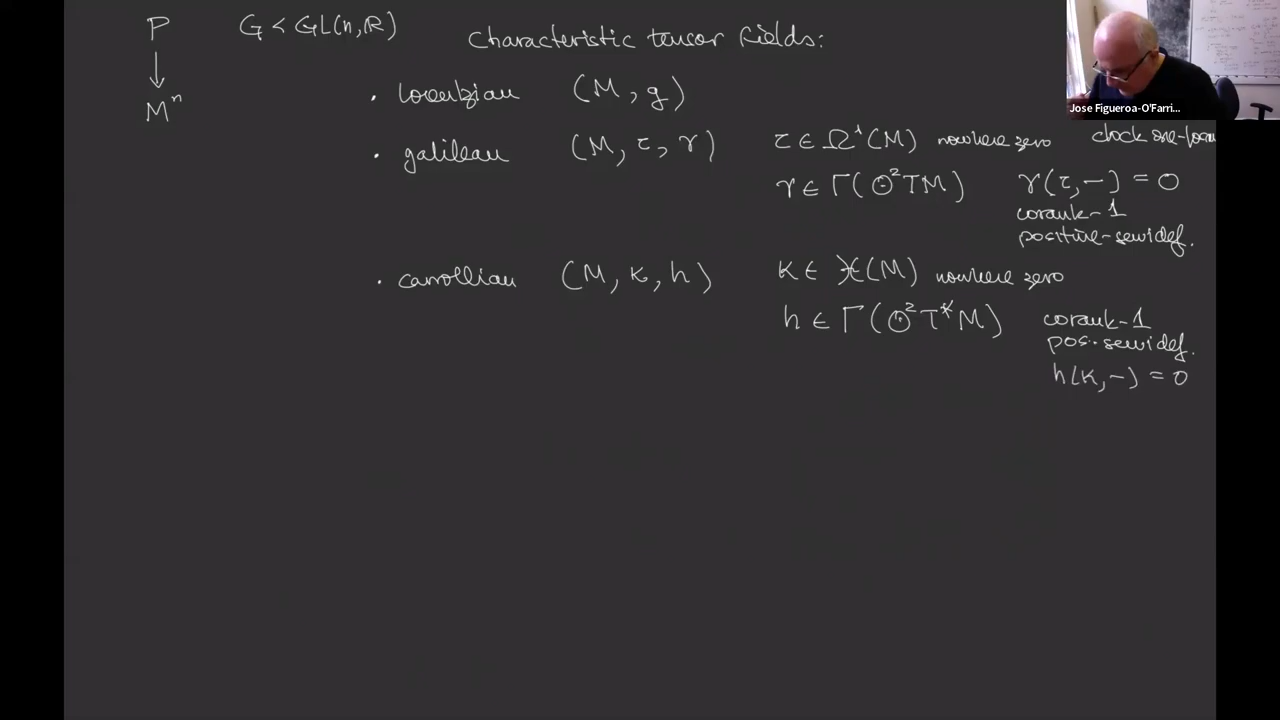 P G < GL(n, ℝ) Characteristic tensor fields:
↓
Mⁿ
• lorentzian (M, g)
• galilean (M, τ, γ) τ ∈ Ω¹(M) nowhere zero clock one-form
γ ∈ Γ(⊙²TM) γ(τ, −) = 0
corank-1
positive-semidef.
• carrollian (M, κ, h) κ ∈ 𝔛(M) nowhere zero
h ∈ Γ(⊙²T*M) corank-1
pos.-semidef.
h(κ, −) = 0
Jose Figueroa-O'Farri...